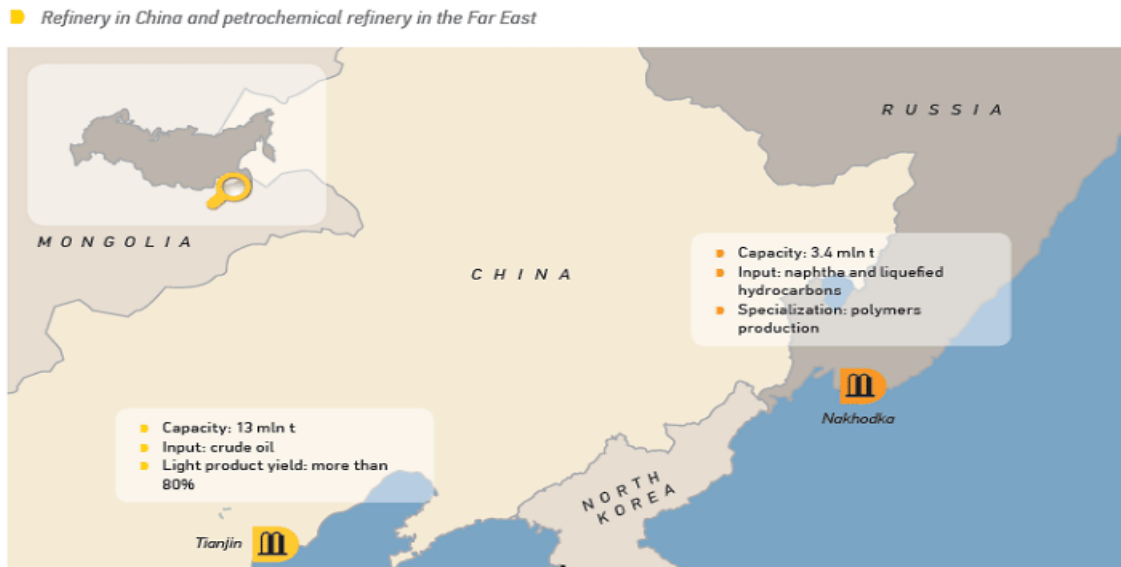 Refinery in China and petrochemical refinery in the Far East
RUSSIA
MONGOLIA
CHINA
Capacity: 3.4 mln t
Input: naphtha and liquefied
hydrocarbons
Specialization: polymers
production
Nakhodka
Capacity: 13 mln t
Input: crude oil
Light product yield: more than
80%
NORTH
KOREA
Tianjin